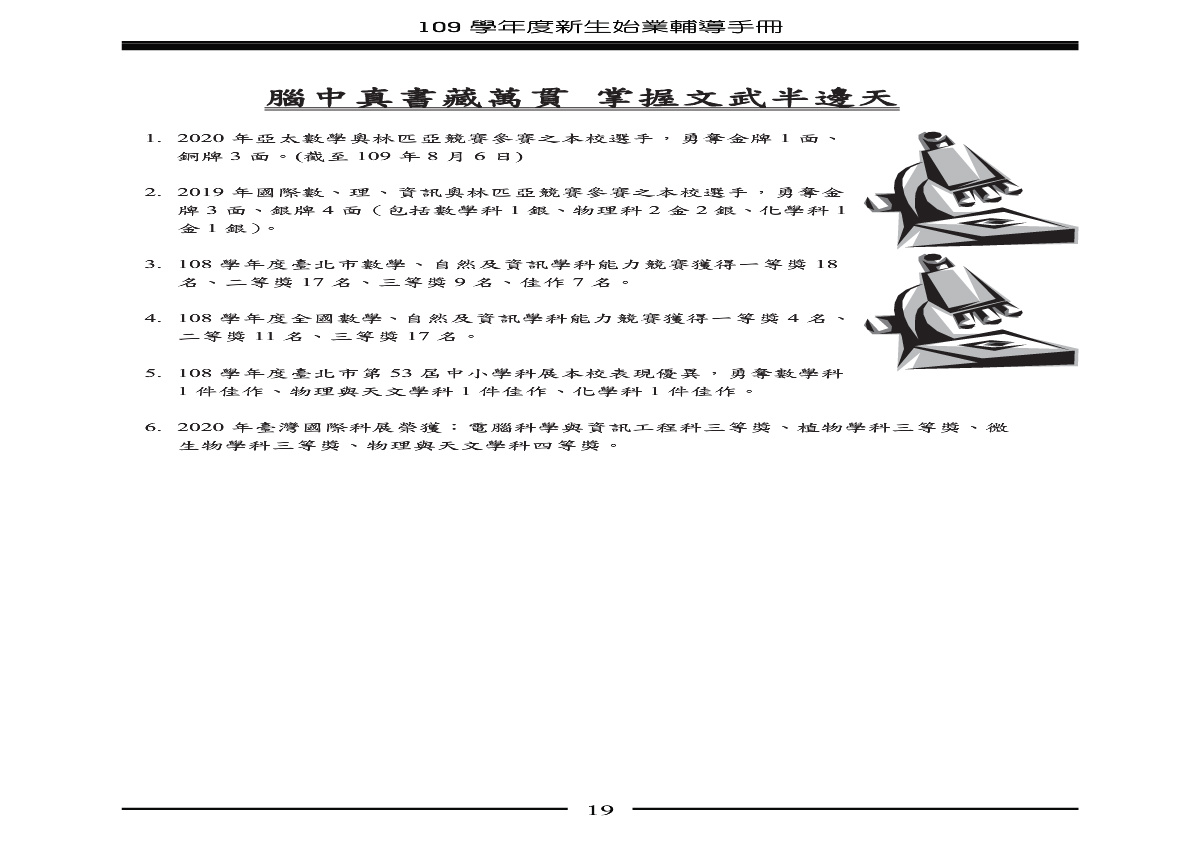 109 學年度新生始業輔導手冊
腦中真書藏萬貫 掌握文武半邊天
1. 2020 年亞太數學奧林匹亞競賽參賽之本校選手，勇奪金牌 1 面、
銅牌 3 面。(截至 109 年 8 月 6 日)
2. 2019 年國際數、理、資訊奧林匹亞競賽參賽之本校選手，勇奪金
牌 3 面、銀牌 4 面（包括數學科 1 銀、物理科 2 金 2 銀、化學科 1
金 1 銀）。
3. 108 學年度臺北市數學、自然及資訊學科能力競賽獲得一等獎 18
名、二等獎 17 名、三等獎 9 名、佳作 7 名。
4. 108 學年度全國數學、自然及資訊學科能力競賽獲得一等獎 4 名、
二等獎 11 名、三等獎 17 名。
5. 108 學年度臺北市第 53 屆中小學科展本校表現優異，勇奪數學科
1 件佳作、物理與天文學科 1 件佳作、化學科 1 件佳作。
6. 2020 年臺灣國際科展榮獲：電腦科學與資訊工程科三等獎、植物學科三等獎、微
生物學科三等獎、物理與天文學科四等獎。
19